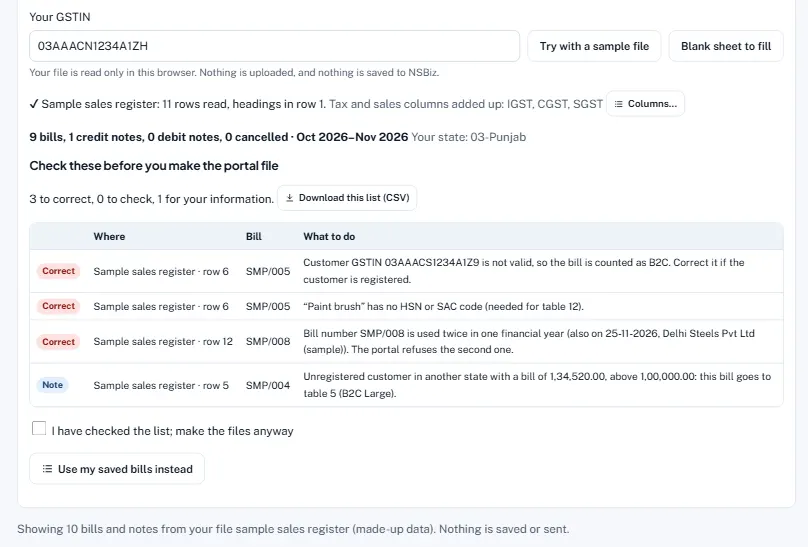 Your GSTIN
03AAACN1234A1ZH
Try with a sample file
Blank sheet to fill
Your file is read only in this browser. Nothing is uploaded, and nothing is saved to NSBiz.
✓ Sample sales register: 11 rows read, headings in row 1. Tax and sales columns added up: IGST, CGST, SGST
Columns...
9 bills, 1 credit notes, 0 debit notes, 0 cancelled · Oct 2026–Nov 2026 Your state: 03-Punjab
Check these before you make the portal file
3 to correct, 0 to check, 1 for your information.
Download this list (CSV)
Where Bill What to do
Correct Sample sales register · row 6 SMP/005 Customer GSTIN 03AAACS1234A1Z9 is not valid, so the bill is counted as B2C. Correct it if the
customer is registered.
Correct Sample sales register · row 6 SMP/005 “Paint brush” has no HSN or SAC code (needed for table 12).
Correct Sample sales register · row 12 SMP/008 Bill number SMP/008 is used twice in one financial year (also on 25-11-2026, Delhi Steels Pvt Ltd
(sample)). The portal refuses the second one.
Note Sample sales register · row 5 SMP/004 Unregistered customer in another state with a bill of 1,34,520.00, above 1,00,000.00: this bill goes to
table 5 (B2C Large).
I have checked the list; make the files anyway
Use my saved bills instead
Showing 10 bills and notes from your file sample sales register (made-up data). Nothing is saved or sent.